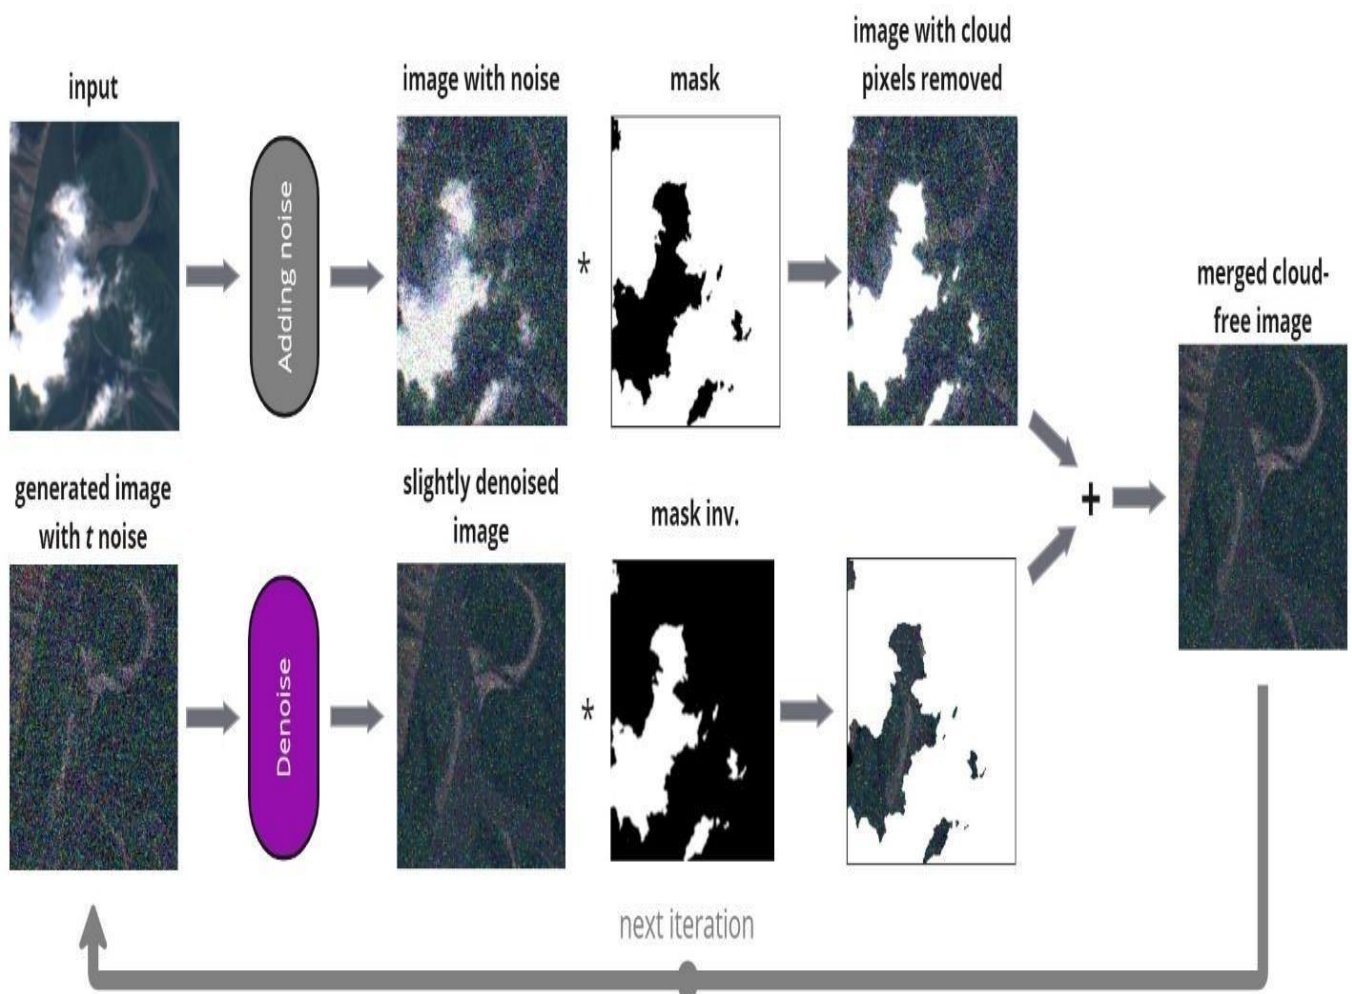 input
Adding noise
image with noise
*
mask
image with cloud
pixels removed
generated image
with t noise
Denoise
slightly denoised
image
*
mask inv.
+
merged cloud-
free image
next iteration